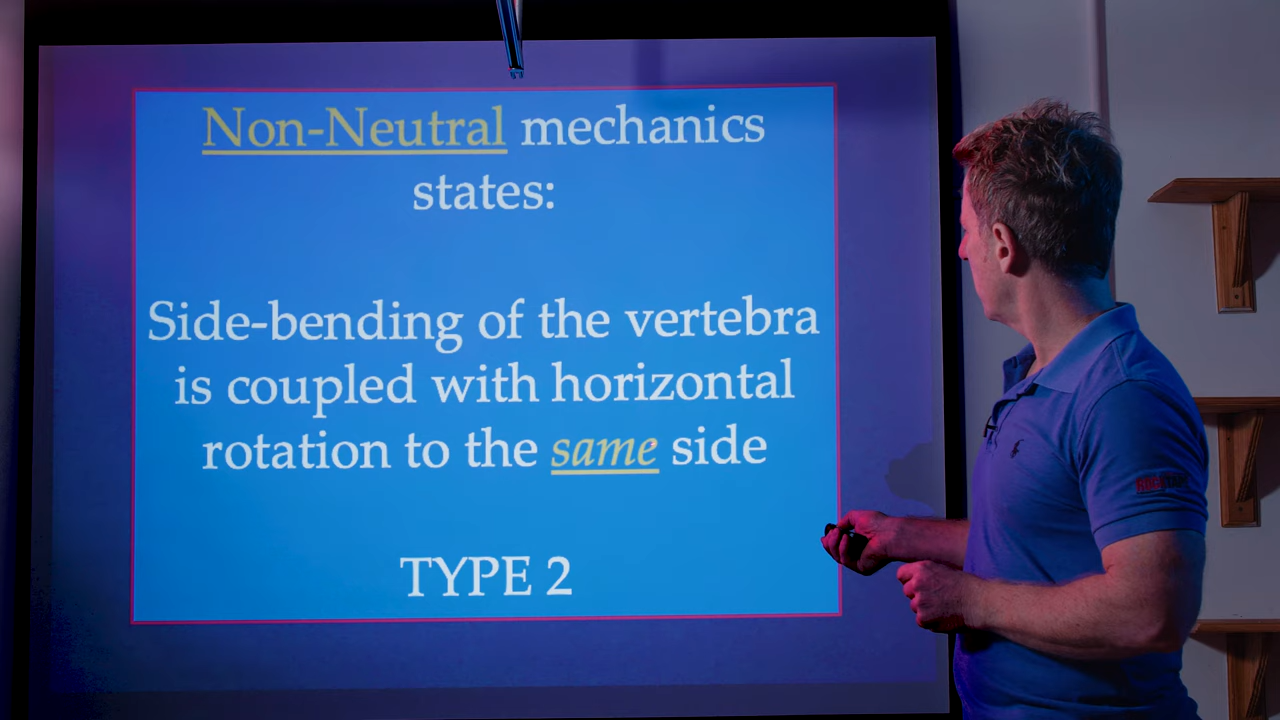 Non-Neutral mechanics
states:
Side-bending of the vertebra
is coupled with horizontal
rotation to the same side
TYPE 2